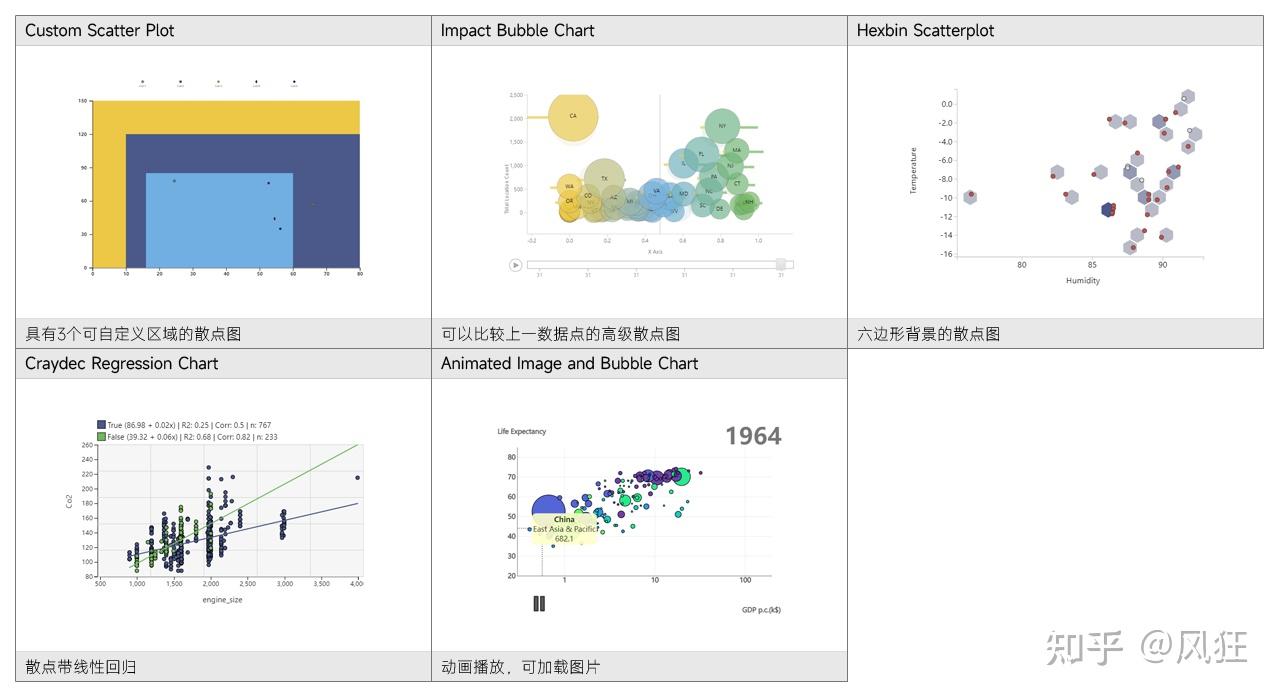 Custom Scatter Plot
Impact Bubble Chart
Hexbin Scatterplot
150
120
90
60
30
0
0 10 20 30 40 50 60 70 80
2,500
2,000
1,500
1,000
500
0
Total Location Count
CA
NY
TX
FL
MA
NJ
PA
CT
WA
OR
CO
AZ
MI
VA
MD
NC
SC
DE
NH
NV
-0.2 0.0 0.2 0.4 0.6 0.8 1.0
X Axis
31 31 31 31 31 31
0.0
-2
-4
-6
-8
-10
-12
-14
-16
Temperature
80 85 90
Humidity
具有3个可自定义区域的散点图
可以比较上一数据点的高级散点图
六边形背景的散点图
Craydec Regression Chart
Animated Image and Bubble Chart
True (86.98 + 0.02x) | R2: 0.25 | Corr: 0.5 | n: 767
False (39.32 + 0.06x) | R2: 0.68 | Corr: 0.82 | n: 233
260
240
220
200
180
160
140
120
100
80
Co2
500 1,000 1,500 2,000 2,500 3,000 3,500 4,00
engine_size
Life Expectancy
1964
80
70
60
50
40
30
20
China
East Asia & Pacific
682.1
1 10 100
GDP p.c.(k$)
散点带线性回归
动画播放，可加载图片
知乎 @风狂